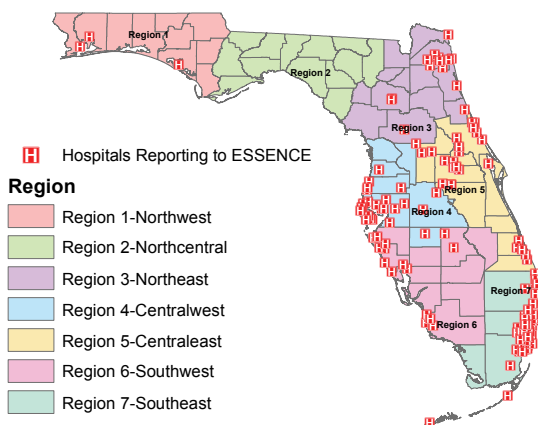 Region 1
Region 2
Region 3
H Hospitals Reporting to ESSENCE
Region
Region 5
Region 1-Northwest
Region 4
Region 2-Northcentral
Region 3-Northeast
Region 7
Region 4-Centralwest
Region 6
Region 5-Centraleast
Region 6-Southwest
Region 7-Southeast